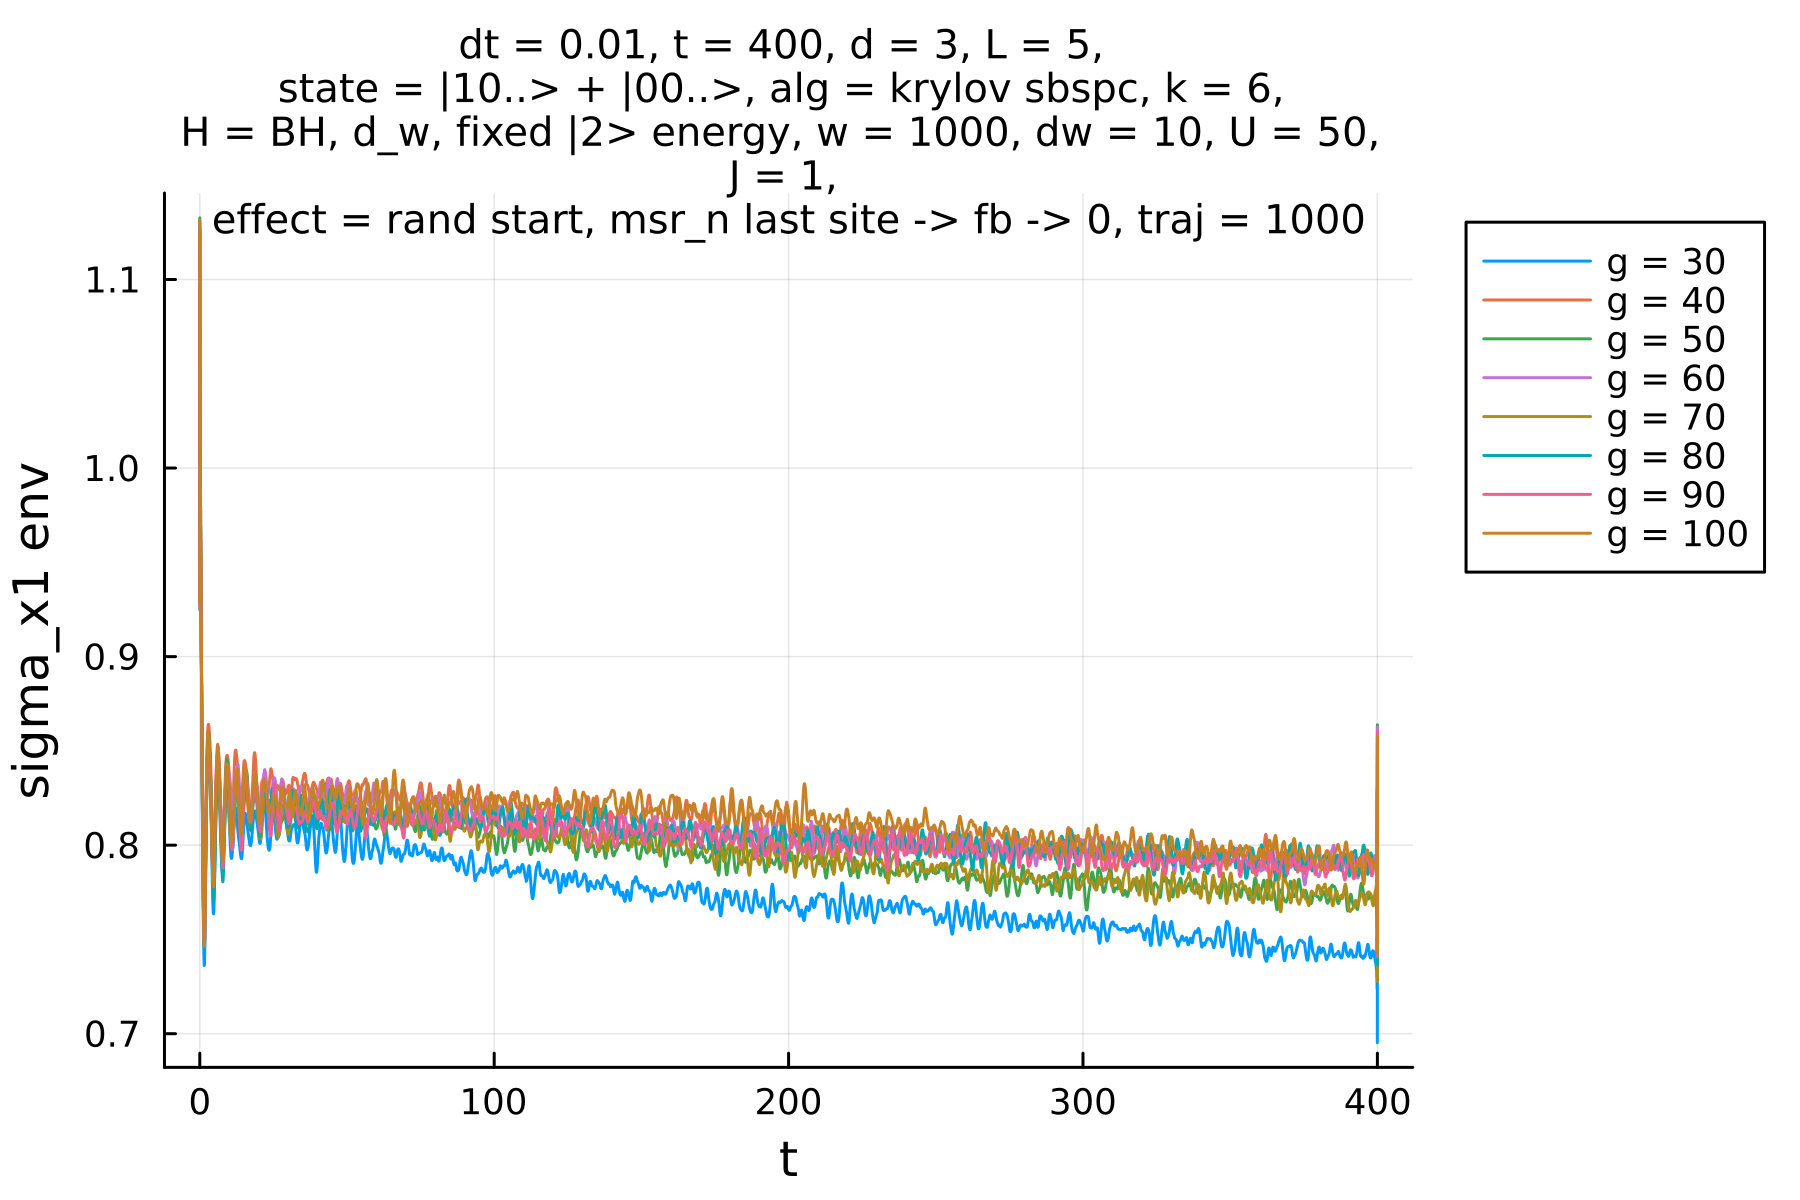 dt = 0.01, t = 400, d = 3, L = 5,
state = |10..> + |00..>, alg = krylov sbspc, k = 6,
H = BH, d_w, fixed |2> energy, w = 1000, dw = 10, U = 50,
J = 1,
effect = rand start, msr_n last site -> fb -> 0, traj = 1000
sigma_x1 env
1.1
1.0
0.9
0.8
0.7
0
100
200
300
400
t
g = 30
g = 40
g = 50
g = 60
g = 70
g = 80
g = 90
g = 100